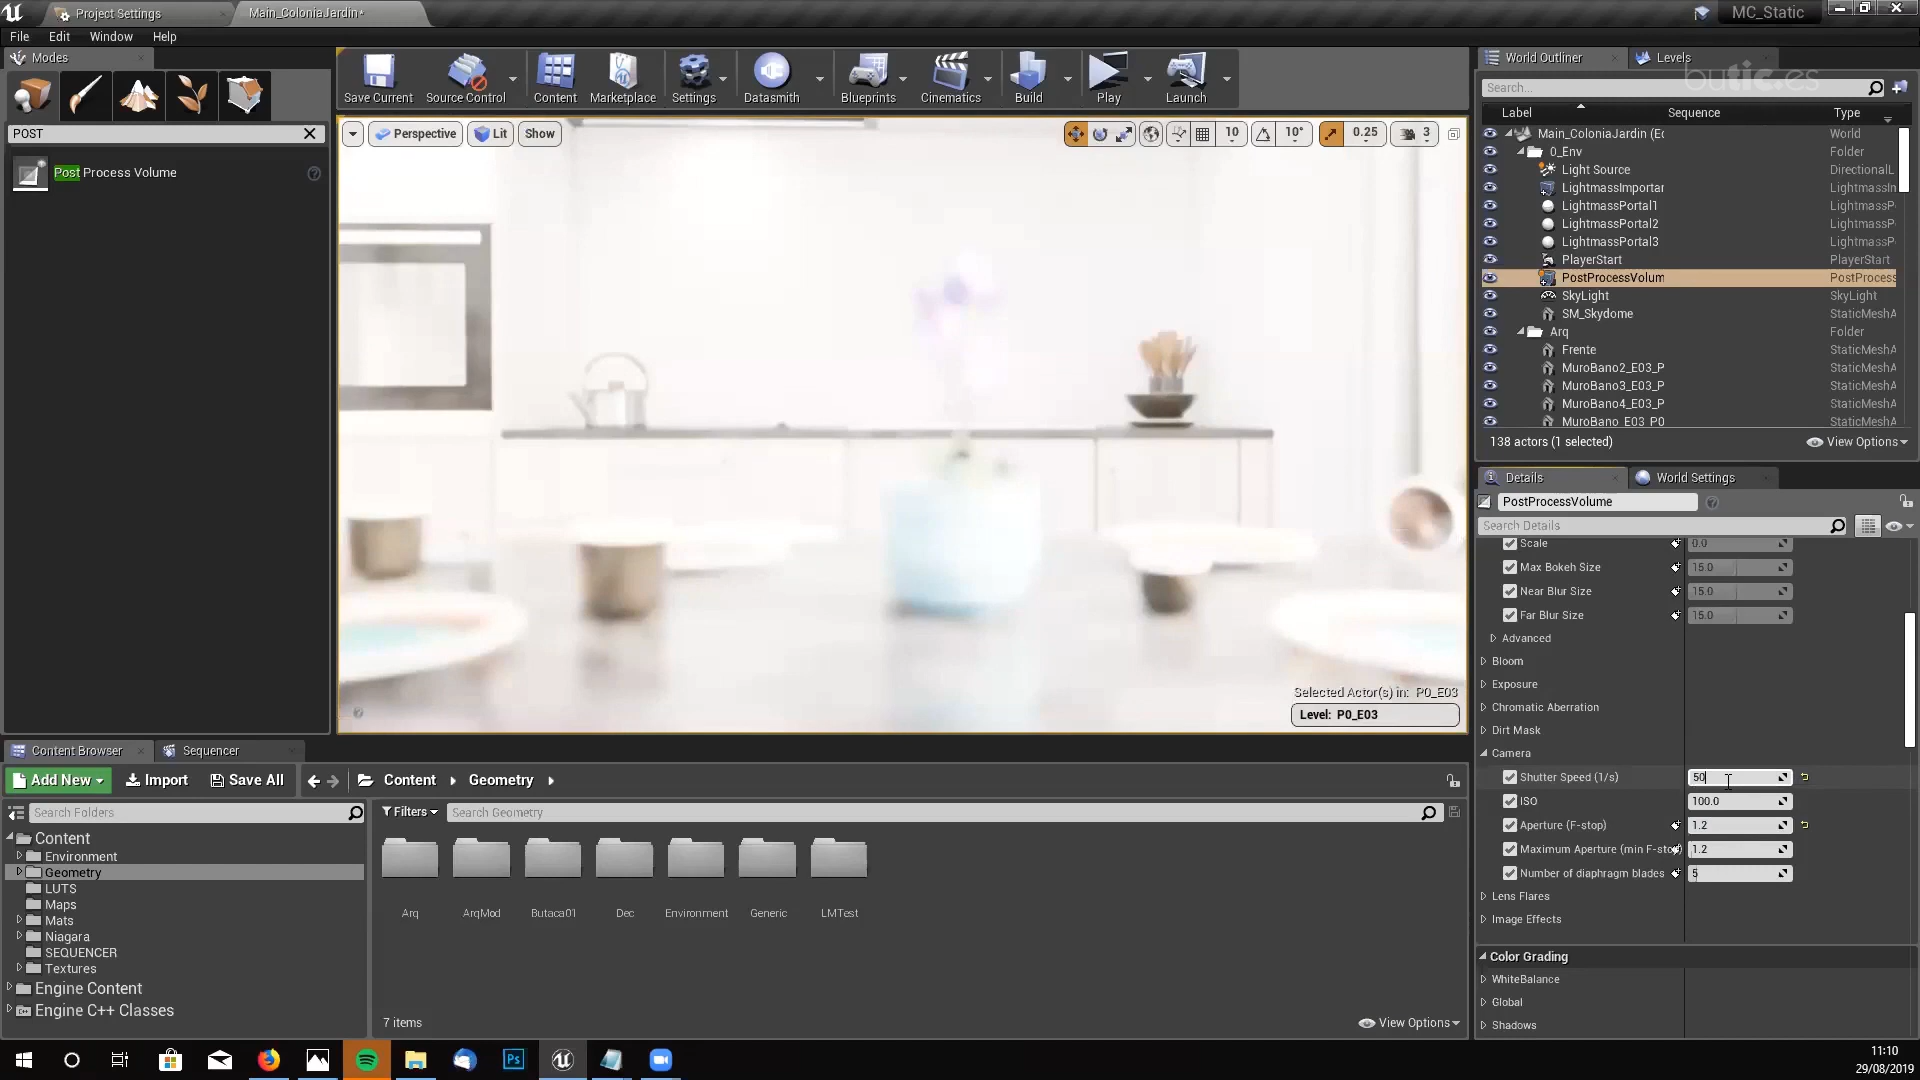 Project Settings
Main_ColoniaJardin*
MC_Static
File Edit Window Help
Modes
POST
Post Process Volume
Save Current
Source Control
Content
Marketplace
Settings
Datasmith
Blueprints
Cinematics
Build
Play
Launch
Perspective
Lit
Show
10
10°
0.25
3
Selected Actor(s) in: P0_E03
Level: P0_E03
World Outliner
Levels
butic.es
Search...
Label Sequence Type
Main_ColoniaJardin (Ec World
0_Env Folder
Light Source DirectionalL
LightmassImportar LightmassIn
LightmassPortal1 LightmassP
LightmassPortal2 LightmassP
LightmassPortal3 LightmassP
PlayerStart PlayerStart
PostProcessVolum PostProcess
SkyLight SkyLight
SM_Skydome StaticMeshA
Arq Folder
Frente StaticMeshA
MuroBano2_E03_P StaticMeshA
MuroBano3_E03_P StaticMeshA
MuroBano4_E03_P StaticMeshA
MuroBano_E03_P0 StaticMeshA
138 actors (1 selected)
View Options
Details
World Settings
PostProcessVolume
Search Details
Scale 0.0
Max Bokeh Size 15.0
Near Blur Size 15.0
Far Blur Size 15.0
Advanced
Bloom
Exposure
Chromatic Aberration
Dirt Mask
Camera
Shutter Speed (1/s) 50
ISO 100.0
Aperture (F-stop) 1.2
Maximum Aperture (min F-stop) 1.2
Number of diaphragm blades 5
Lens Flares
Image Effects
Color Grading
WhiteBalance
Global
Shadows
Content Browser
Sequencer
Add New
Import
Save All
Content
Geometry
Search Folders
Filters
Search Geometry
Content
Environment
Geometry
LUTS
Maps
Mats
Niagara
SEQUENCER
Textures
Engine Content
Engine C++ Classes
Arq
ArqMod
Butaca01
Dec
Environment
Generic
LMTest
7 items
View Options
Ps
11:10
29/08/2019